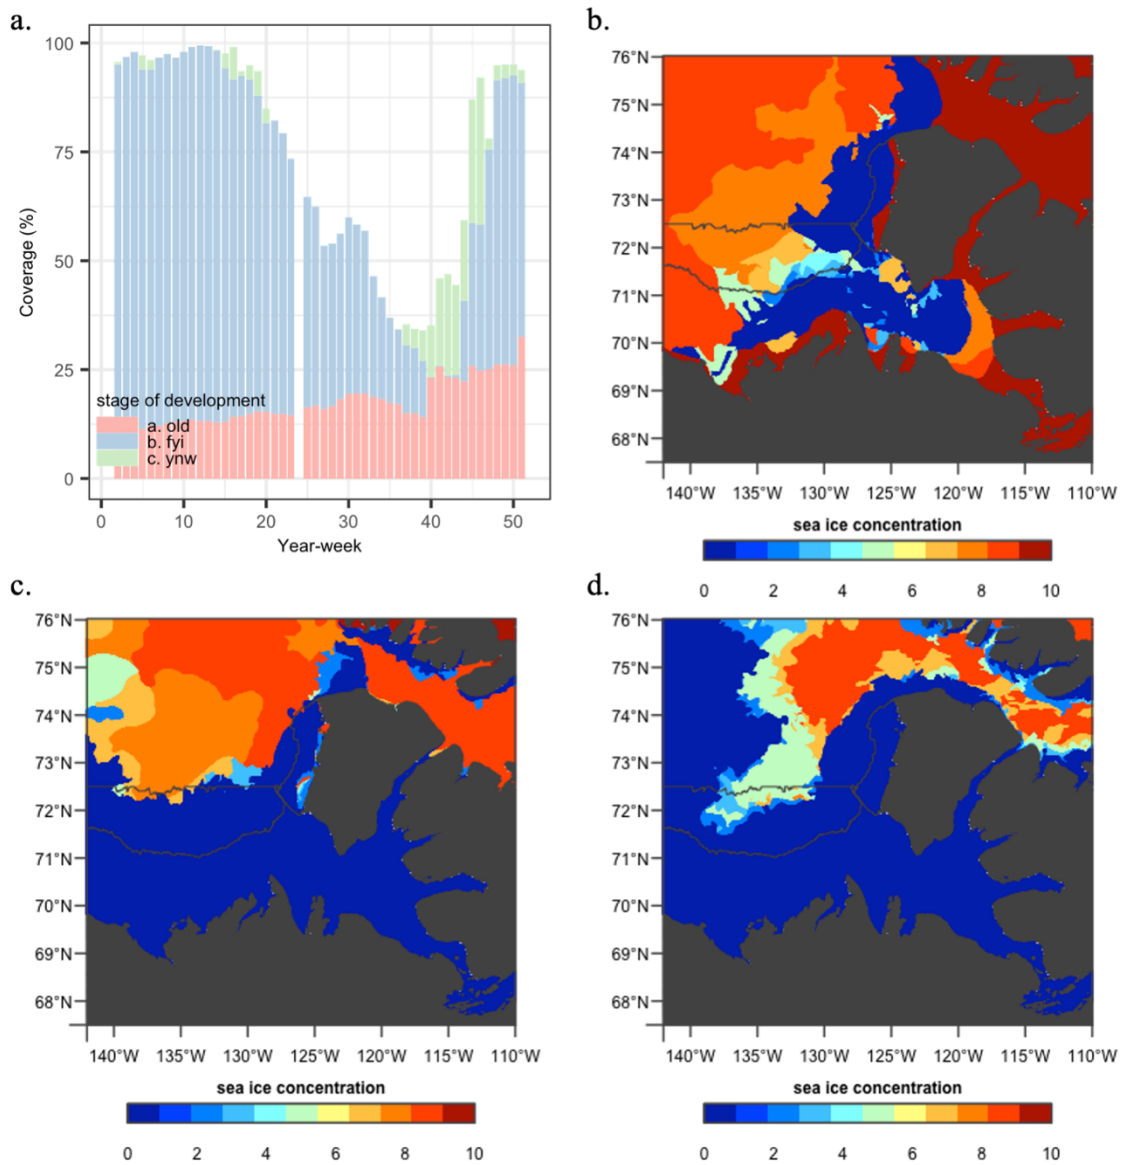 a.
100
75
50
25
0
Coverage (%)
stage of development
a. old
b. fyi
c. ynw
0 10 20 30 40 50
Year-week
b.
76°N
75°N
74°N
73°N
72°N
71°N
70°N
69°N
68°N
140°W 135°W 130°W 125°W 120°W 115°W 110°W
sea ice concentration
0 2 4 6 8 10
c.
76°N
75°N
74°N
73°N
72°N
71°N
70°N
69°N
68°N
140°W 135°W 130°W 125°W 120°W 115°W 110°W
sea ice concentration
0 2 4 6 8 10
d.
76°N
75°N
74°N
73°N
72°N
71°N
70°N
69°N
68°N
140°W 135°W 130°W 125°W 120°W 115°W 110°W
sea ice concentration
0 2 4 6 8 10